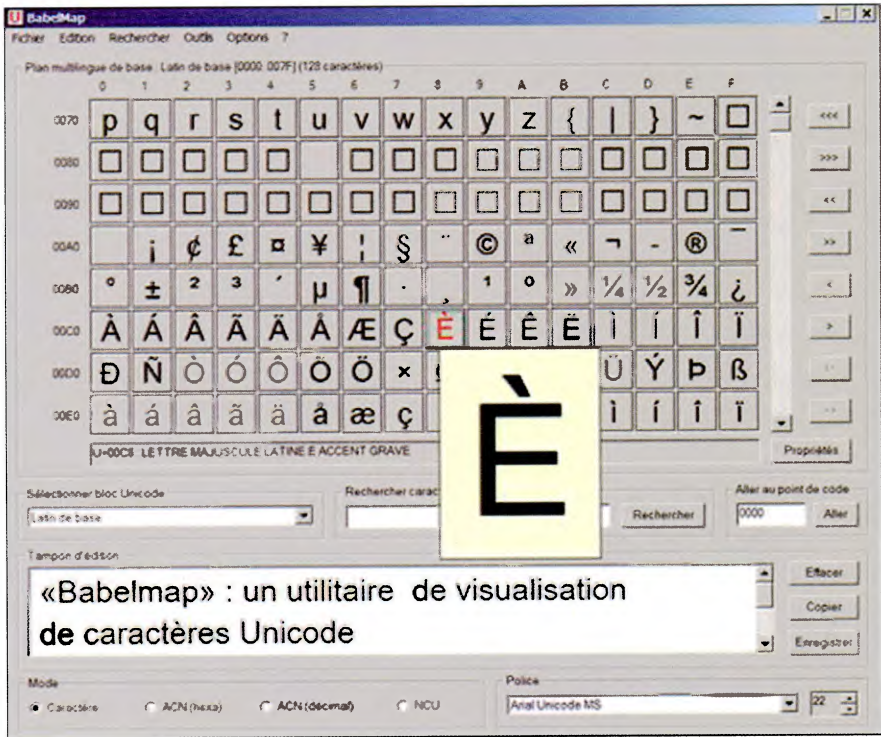 BabelMap
Fichier Edition Rechercher Outils Options ?
Plan multilingue de base : Latin de base [0000 007F] (128 caractères)
0 1 2 3 4 5 6 7 8 9 A B C D E F
0070 p q r s t u v w x y z { | } ~
<<<
0080
>>>
0090
<<
00A0 ¡ ¢ £ ¤ ¥ ¦ § ¨ © ª « ¬ - ® ¯
>>
00B0 ° ± ² ³ ´ µ ¶ · ¸ ¹ º » ¼ ½ ¾ ¿
<
00C0 À Á Â Ã Ä Å Æ Ç È É Ê Ë Ì Í Î Ï
>
00D0 Ð Ñ Ò Ó Ô Õ Ö × Ü Ý Þ ß
00E0 à á â ã ä å æ ç ì í î ï
È
U+00C8 : LETTRE MAJUSCULE LATINE E ACCENT GRAVE
Propriétés
Sélectionner bloc Unicode
Rechercher
Aller au point de code
Latin de base
Rechercher
0000
Aller
Tampon d'édition
«Babelmap» : un utilitaire de visualisation
de caractères Unicode
Effacer
Copier
Enregistrer
Mode
Caractère
ACN (hexa)
ACN (décimal)
NCU
Police
Arial Unicode MS
22